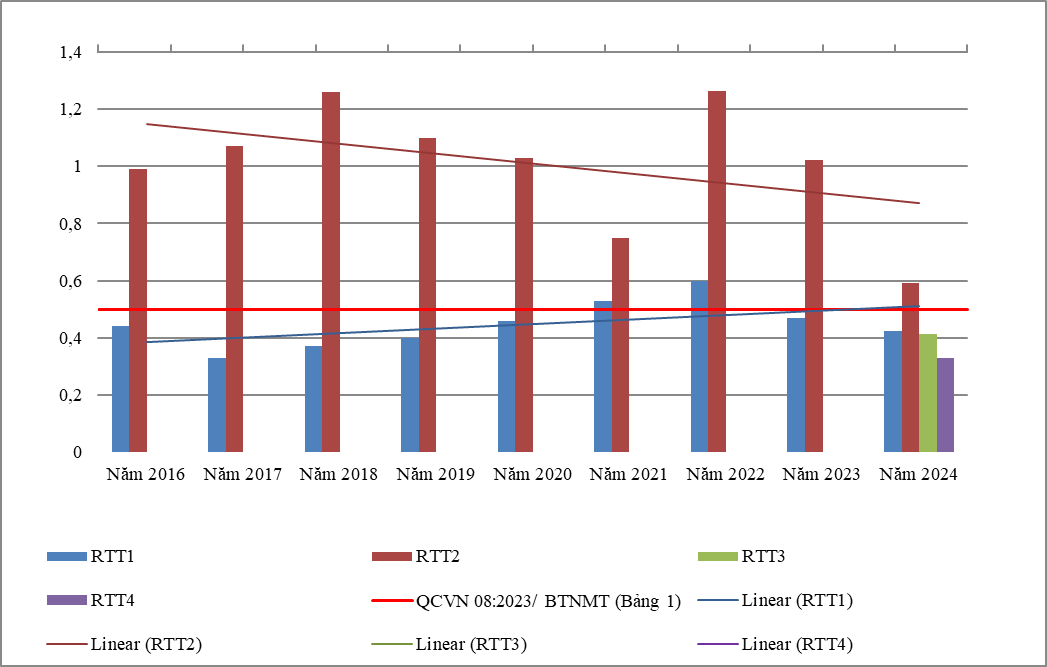 1,4
1,2
1
0,8
0,6
0,4
0,2
0
Năm 2016 Năm 2017 Năm 2018 Năm 2019 Năm 2020 Năm 2021 Năm 2022 Năm 2023 Năm 2024
RTT1 RTT2 RTT3
RTT4 QCVN 08:2023/ BTNMT (Bảng 1) Linear (RTT1)
Linear (RTT2) Linear (RTT3) Linear (RTT4)